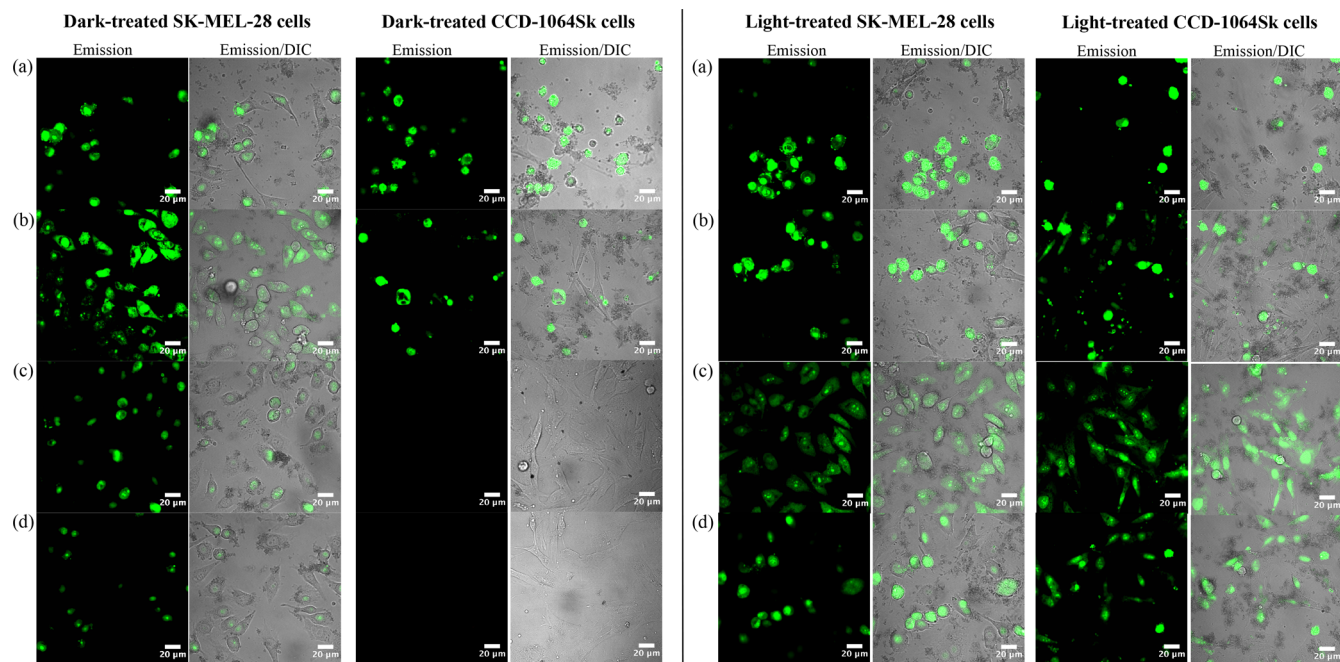 Dark-treated SK-MEL-28 cells Dark-treated CCD-1064Sk cells Light-treated SK-MEL-28 cells Light-treated CCD-1064Sk cells
Emission Emission/DIC Emission Emission/DIC Emission Emission/DIC Emission Emission/DIC
(a) (a)
20 μm 20 μm 20 μm 20 μm 20 μm 20 μm 20 μm 20 μm
(b) (b)
20 μm 20 μm 20 μm 20 μm 20 μm 20 μm 20 μm 20 μm
(c) (c)
20 μm 20 μm 20 μm 20 μm 20 μm 20 μm 20 μm 20 μm
(d) (d)
20 μm 20 μm 20 μm 20 μm 20 μm 20 μm 20 μm 20 μm